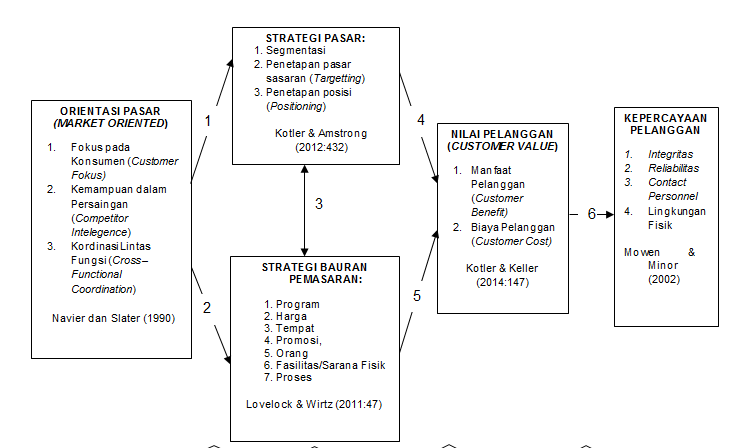 ORIENTASI PASAR
(MARKET ORIENTED)
1. Fokus pada
Konsumen (Customer
Fokus)
2. Kemampuan dalam
Persaingan
(Competitor
Intelegence)
3. Kordinasi Lintas
Fungsi (Cross–
Functional
Coordination)
Navier dan Slater (1990)
1
2
STRATEGI PASAR:
1. Segmentasi
2. Penetapan pasar
sasaran (Targetting)
3. Penetapan posisi
(Positioning)
Kotler & Amstrong
(2012:432)
3
STRATEGI BAURAN
PEMASARAN:
1. Program
2. Harga
3. Tempat
4. Promosi,
5. Orang
6. Fasilitas/Sarana Fisik
7. Proses
Lovelock & Wirtz (2011:47)
4
5
NILAI PELANGGAN
(CUSTOMER VALUE)
1. Manfaat
Pelanggan
(Customer
Benefit)
2. Biaya Pelanggan
(Customer Cost)
Kotler & Keller
(2014:147)
6
KEPERCAYAAN
PELANGGAN
1. Integritas
2. Reliabilitas
3. Contact
Personnel
4. Lingkungan
Fisik
Mowen &
Minor
(2002)